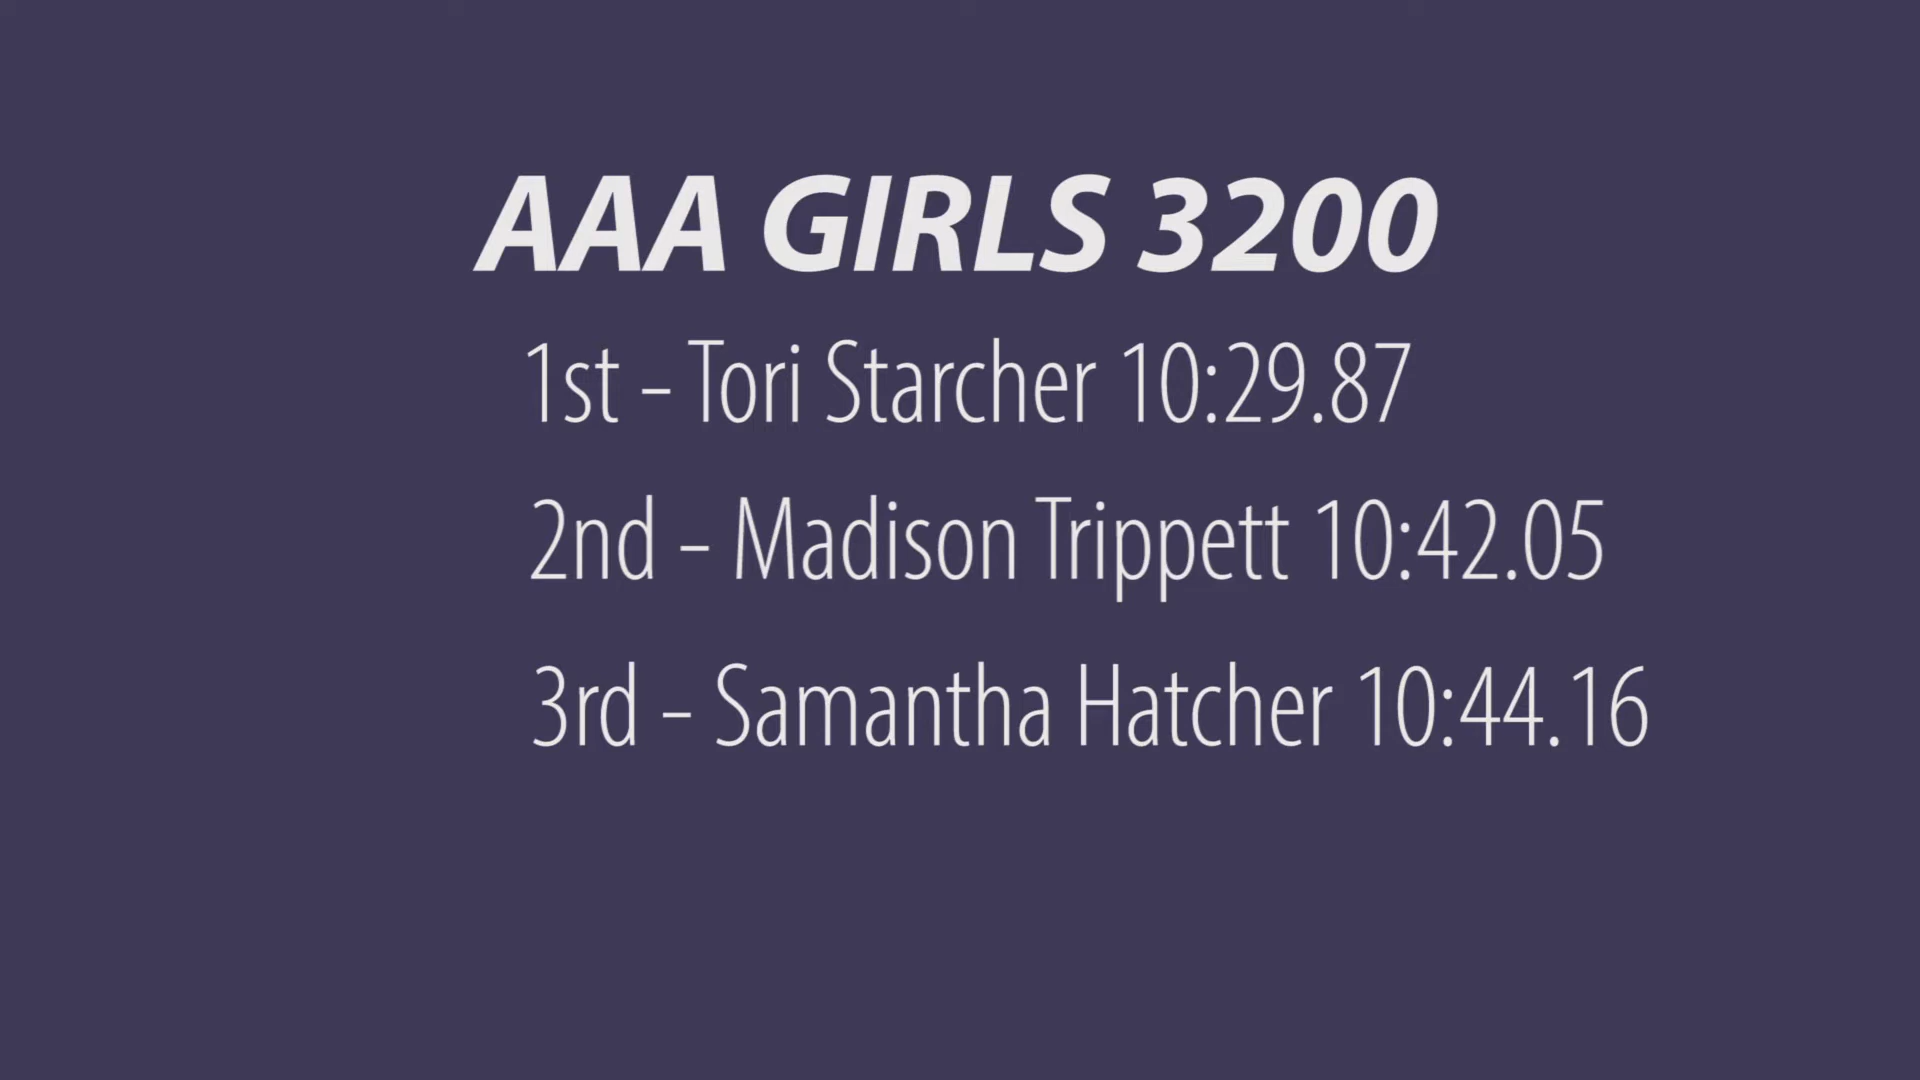 AAA GIRLS 3200
1st - Tori Starcher 10:29.87
2nd - Madison Trippett 10:42.05
3rd - Samantha Hatcher 10:44.16